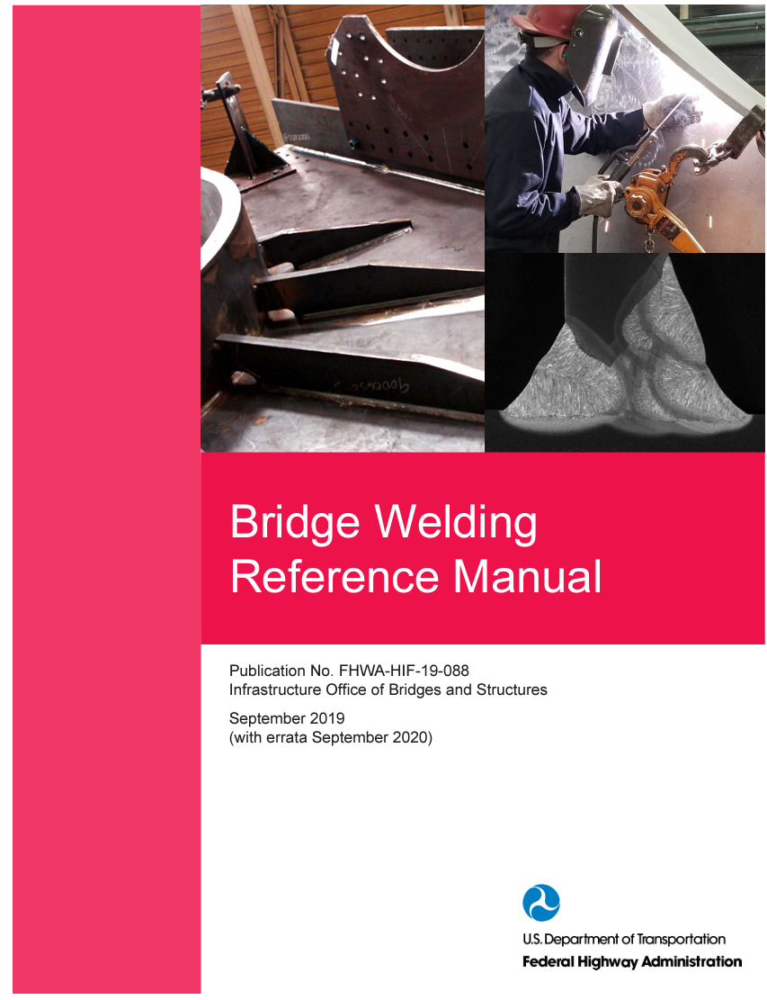 Bridge Welding
Reference Manual
Publication No. FHWA-HIF-19-088
Infrastructure Office of Bridges and Structures
September 2019
(with errata September 2020)
U.S. Department of Transportation
Federal Highway Administration